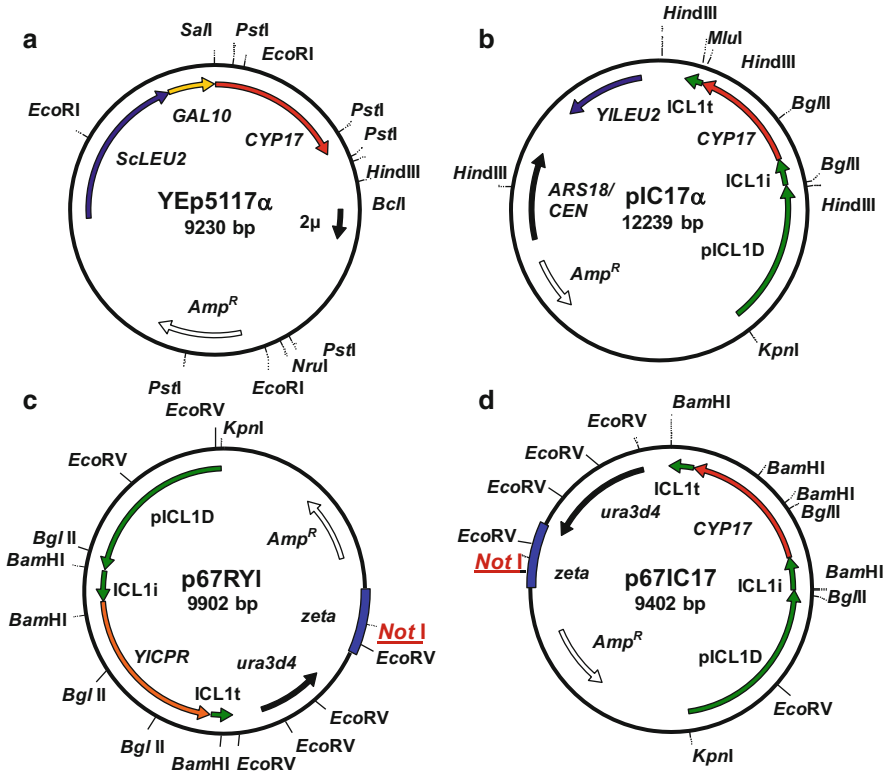 a
SalI
PstI
EcoRI
EcoRI
GAL10
CYP17
ScLEU2
PstI
PstI
HindIII
BclI
YEp5117α
9230 bp
2µ
Amp^R
PstI
NruI
EcoRI
PstI
b
HindIII
MluI
HindIII
ICL1t
YlLEU2
CYP17
BglII
BglII
ICL1i
HindIII
HindIII
ARS18/
CEN
pIC17α
12239 bp
pICL1D
Amp^R
KpnI
c
EcoRV
KpnI
EcoRV
pICL1D
Amp^R
Bgl II
BamHI
ICL1i
p67RYI
9902 bp
BamHI
zeta
Not I
YlCPR
ura3d4
EcoRV
Bgl II
ICL1t
EcoRV
Bgl II
EcoRV
BamHI
EcoRV
d
BamHI
EcoRV
EcoRV
BamHI
ICL1t
EcoRV
BamHI
BglII
ura3d4
CYP17
EcoRV
Not I
zeta
p67IC17
9402 bp
ICL1i
BamHI
BglII
Amp^R
pICL1D
EcoRV
KpnI